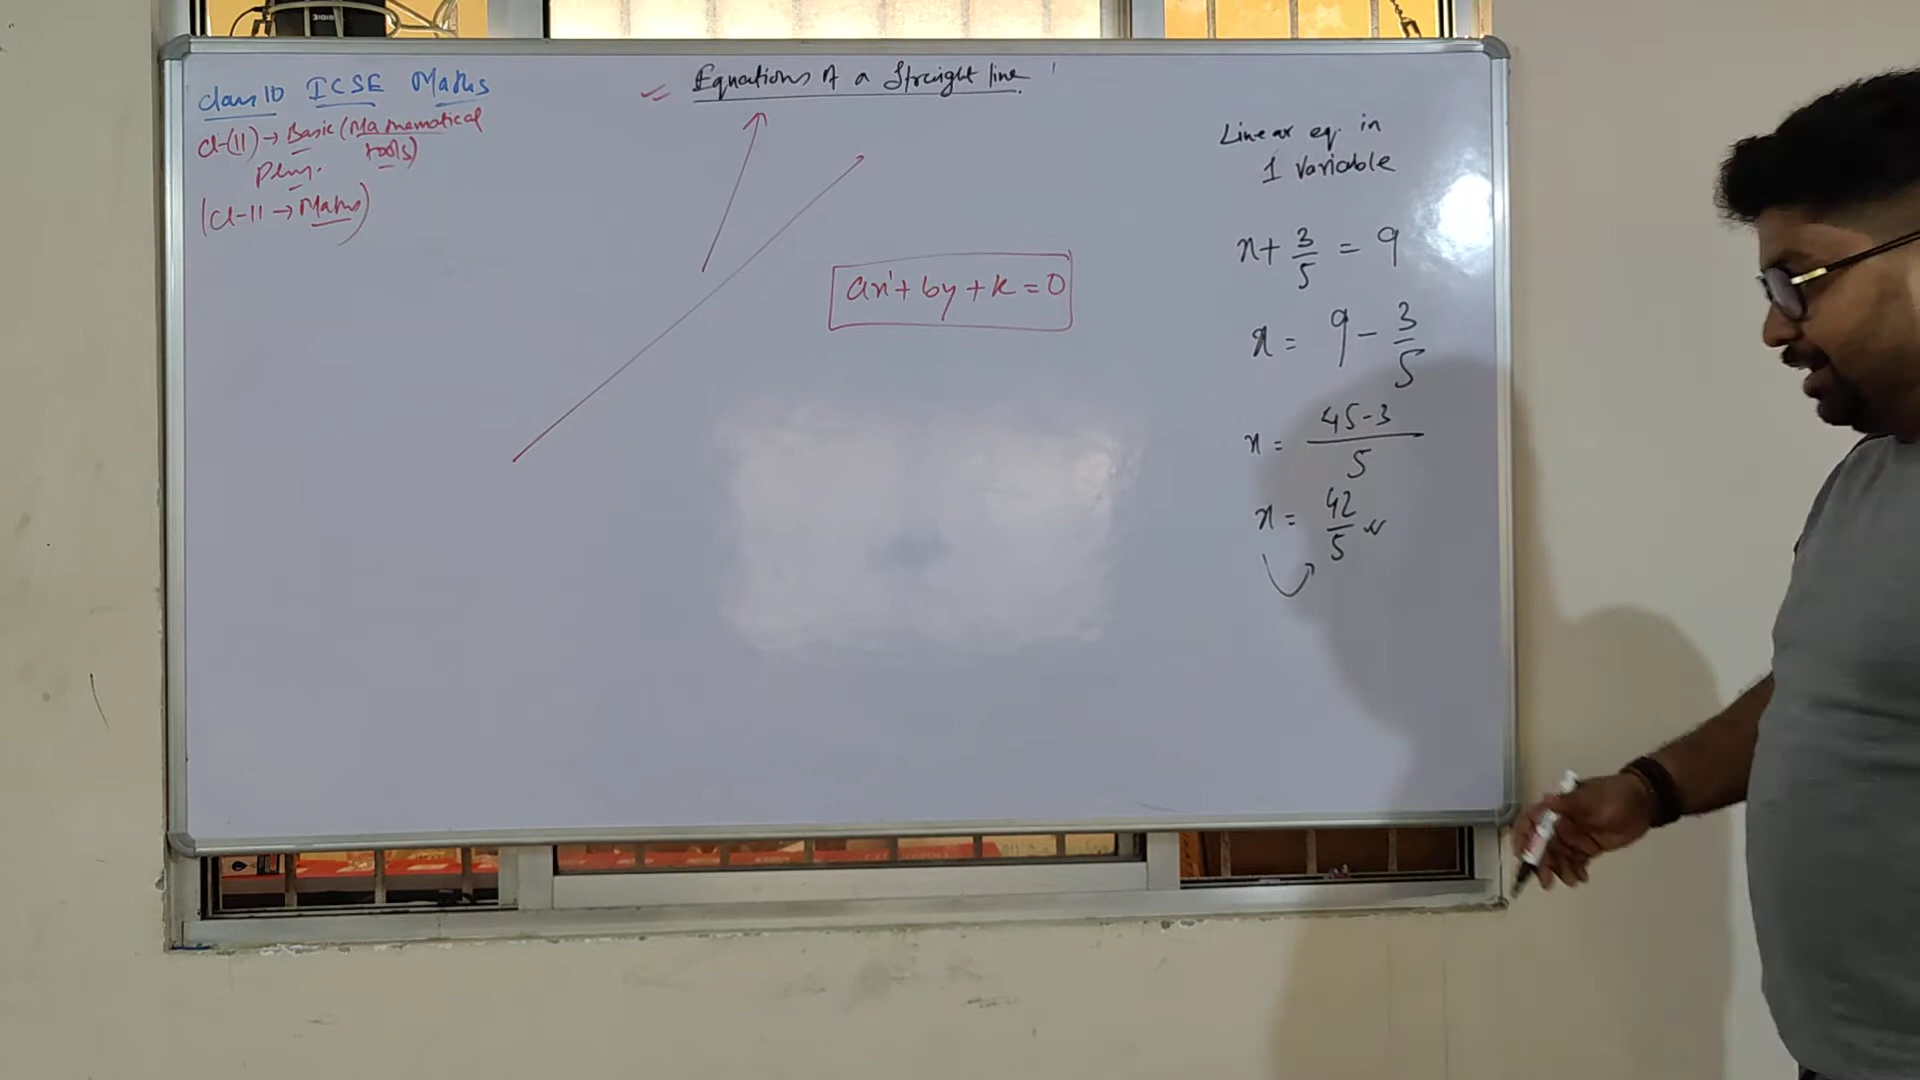 Class 10 ICSE Maths
Cl-(11) → Basic (Mathematical
tools)
Phy.
(Cl-11 → Maths)
Equations of a Straight line
ax¹ + by + k = 0
Linear eq. in
1 variable
x + 3/5 = 9
x = 9 - 3/5
x = 45-3/5
x = 42/5